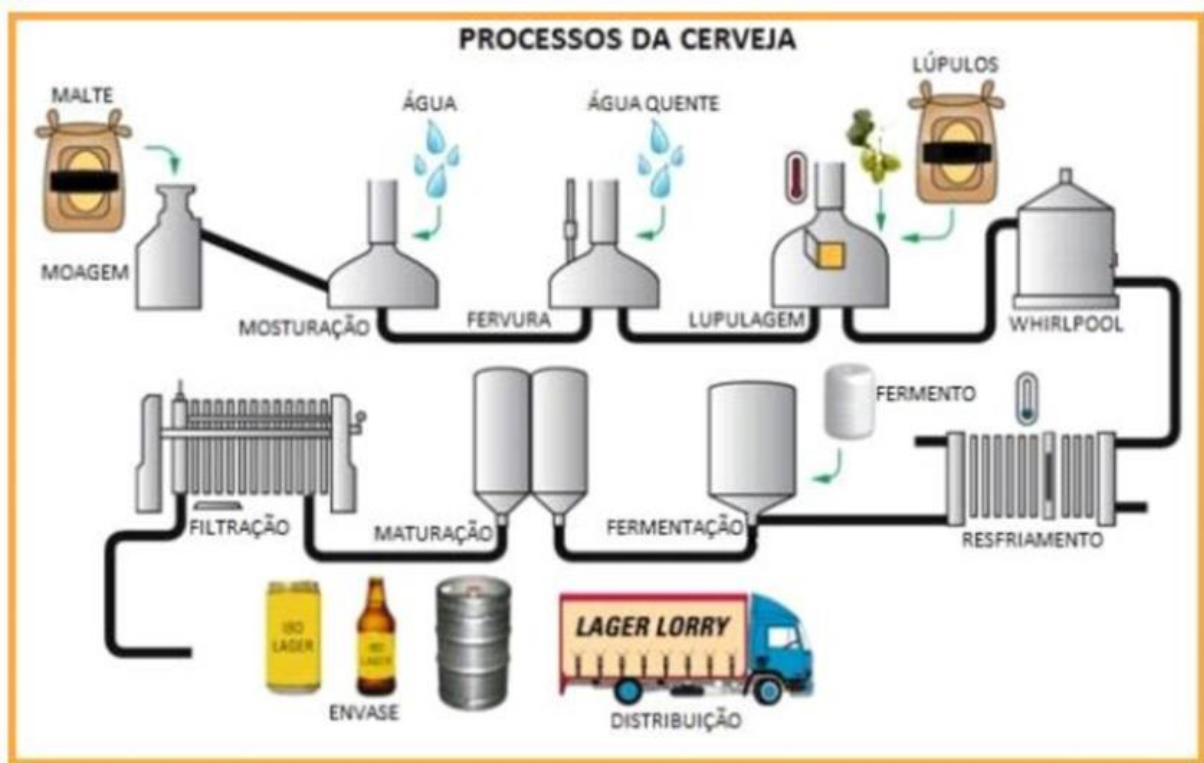 PROCESSOS DA CERVEJA
MALTE
ÁGUA
ÁGUA QUENTE
LÚPULOS
MOAGEM
MOSTURAÇÃO
FERVURA
LUPULAGEM
WHIRLPOOL
FERMENTO
FILTRAÇÃO
MATURAÇÃO
FERMENTAÇÃO
RESFRIAMENTO
LAGER
LAGER
LAGER LORRY
ENVASE
DISTRIBUIÇÃO